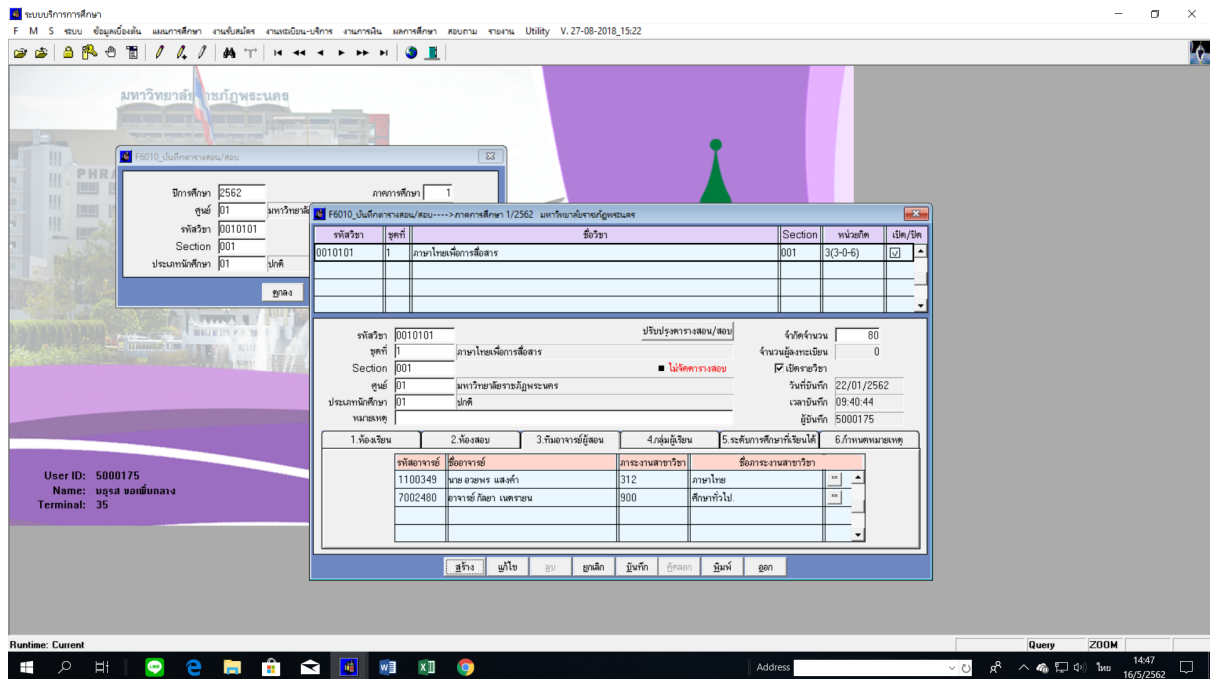 ระบบบริการการศึกษา
F M S ระบบ ข้อมูลเบื้องต้น แผนการศึกษา งานรับสมัคร งานทะเบียน-บริการ งานการเงิน ผลการศึกษา สอบถาม รายงาน Utility V. 27-08-2018_15:22
F6010_บันทึกตารางสอน/สอบ
ปีการศึกษา 2562 ภาคการศึกษา 1
ศูนย์ 01
รหัสวิชา 0010101
Section 001
ประเภทนักศึกษา 01 ปกติ
ตกลง
F6010_บันทึกตารางสอน/สอบ---->ภาคการศึกษา 1/2562 มหาวิทยาลัยราชภัฏพระนคร
รหัสวิชา ชุดที่ ชื่อวิชา Section หน่วยกิต เปิด/ปิด
0010101 1 ภาษาไทยเพื่อการสื่อสาร 001 3(3-0-6)
รหัสวิชา 0010101 ปรับปรุงตารางสอน/สอบ จำกัดจำนวน 80
ชุดที่ 1 ภาษาไทยเพื่อการสื่อสาร จำนวนผู้ลงทะเบียน 0
Section 001 ไม่จัดตารางสอบ เปิดรายวิชา
ศูนย์ 01 มหาวิทยาลัยราชภัฏพระนคร วันที่บันทึก 22/01/2562
ประเภทนักศึกษา 01 ปกติ เวลาบันทึก 09:40:44
หมายเหตุ ผู้บันทึก 5000175
1.ห้องเรียน 2.ห้องสอบ 3.ทีมอาจารย์ผู้สอน 4.กลุ่มผู้เรียน 5.ระดับการศึกษาที่เรียนได้ 6.กำหนดหมายเหตุ
รหัสอาจารย์ ชื่ออาจารย์ ภาระงานสาขาวิชา ชื่อภาระงานสาขาวิชา
1100349 นาย อวยพร แสงคำ 312 ภาษาไทย
7002480 อาจารย์ กัลยา เนตรายน 900 ศึกษาทั่วไป.
สร้าง แก้ไข ลบ ยกเลิก บันทึก คัดลอก พิมพ์ ออก
User ID: 5000175
Name:
Terminal: 35
Runtime: Current Query ZOOM
Address ไทย 14:47
16/5/2562